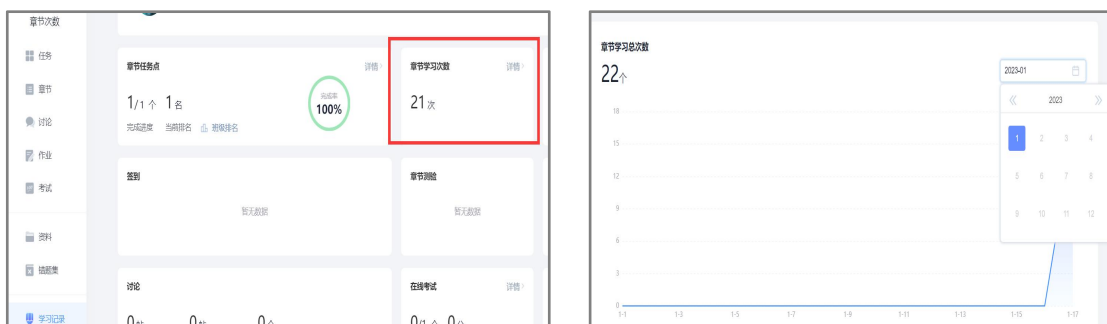 章节次数
任务
章节
讨论
作业
考试
资料
错题集
学习记录
章节任务点
详情 >
1/1 个 1名
完成率
100%
完成进度 当前排名 班级排名
章节学习次数
详情 >
21 次
签到
暂无数据
章节测验
暂无数据
讨论
在线考试
详情 >
章节学习总次数
22个
2023-01
2023
1 2 3 4
5 6 7 8
9 10 11 12
18
15
12
9
6
3
0
1-1 1-3 1-5 1-7 1-9 1-11 1-13 1-15 1-17